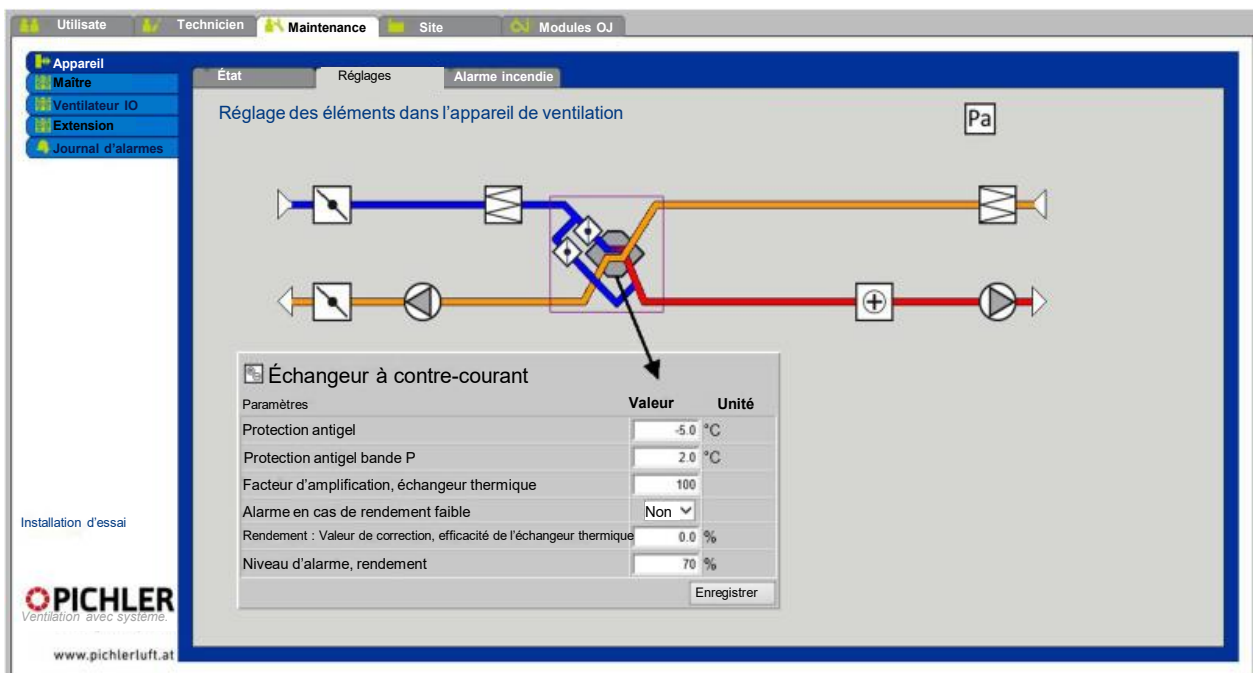 Utilisate Technicien Maintenance Site Modules OJ
Appareil
Maître
Ventilateur IO
Extension
Journal d'alarmes
État Réglages Alarme incendie
Réglage des éléments dans l'appareil de ventilation
Pa
Échangeur à contre-courant
Paramètres Valeur Unité
Protection antigel -5.0 °C
Protection antigel bande P 2.0 °C
Facteur d'amplification, échangeur thermique 100
Alarme en cas de rendement faible Non
Rendement : Valeur de correction, efficacité de l'échangeur thermique 0.0 %
Niveau d'alarme, rendement 70 %
Enregistrer
Installation d'essai
PICHLER
Ventilation avec système.
www.pichlerluft.at